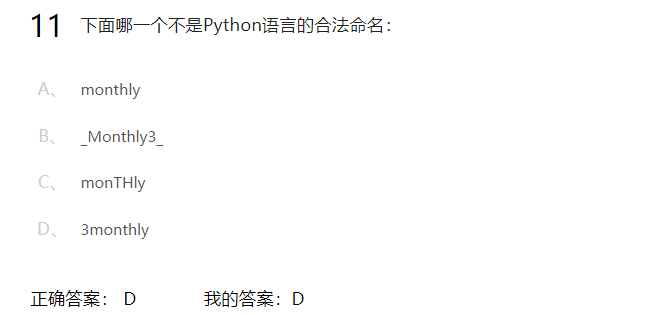 11 下面哪一个不是Python语言的合法命名：
A、 monthly
B、 _Monthly3_
C、 monTHly
D、 3monthly
正确答案： D 我的答案：D